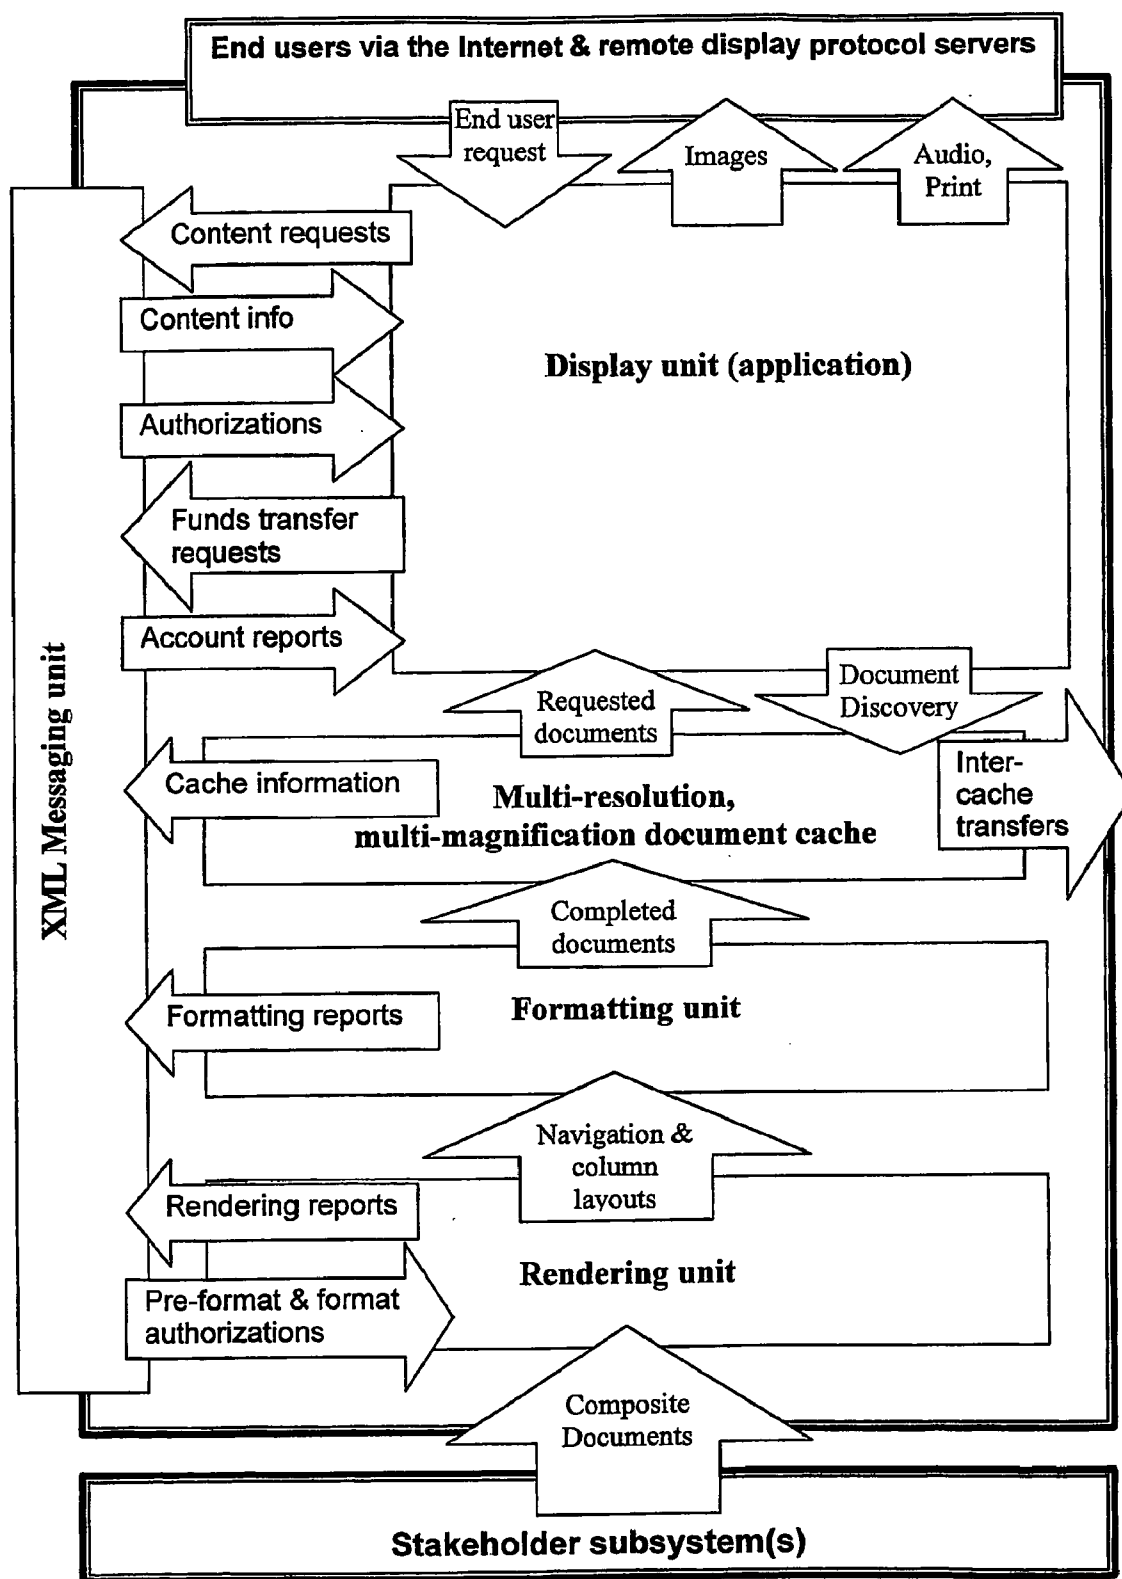 End users via the Internet & remote display protocol servers
End user
request
Images
Audio,
Print
Content requests
Content info
Display unit (application)
Authorizations
Funds transfer
requests
Account reports
XML Messaging unit
Requested
documents
Document
Discovery
Cache information
Multi-resolution,
multi-magnification document cache
Inter-
cache
transfers
Completed
documents
Formatting reports
Formatting unit
Navigation &
column
layouts
Rendering reports
Rendering unit
Pre-format & format
authorizations
Composite
Documents
Stakeholder subsystem(s)